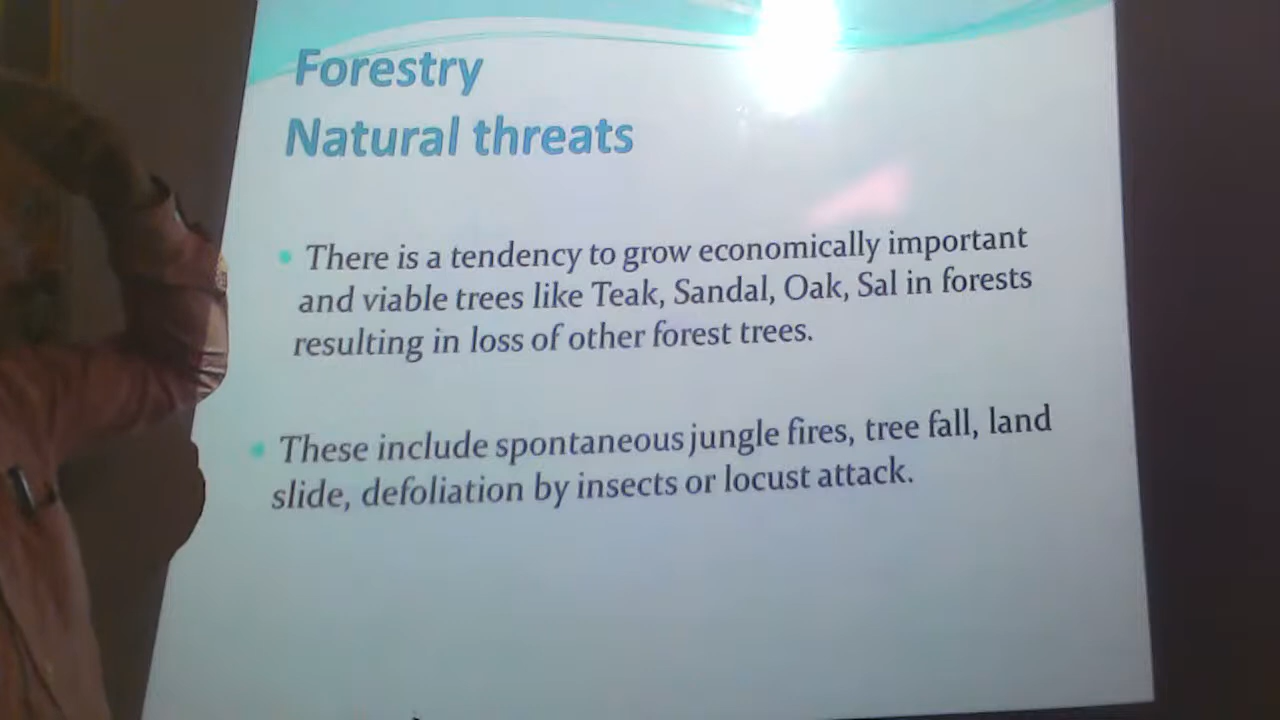 Forestry
Natural threats
• There is a tendency to grow economically important
and viable trees like Teak, Sandal, Oak, Sal in forests
resulting in loss of other forest trees.
• These include spontaneous jungle fires, tree fall, land
slide, defoliation by insects or locust attack.